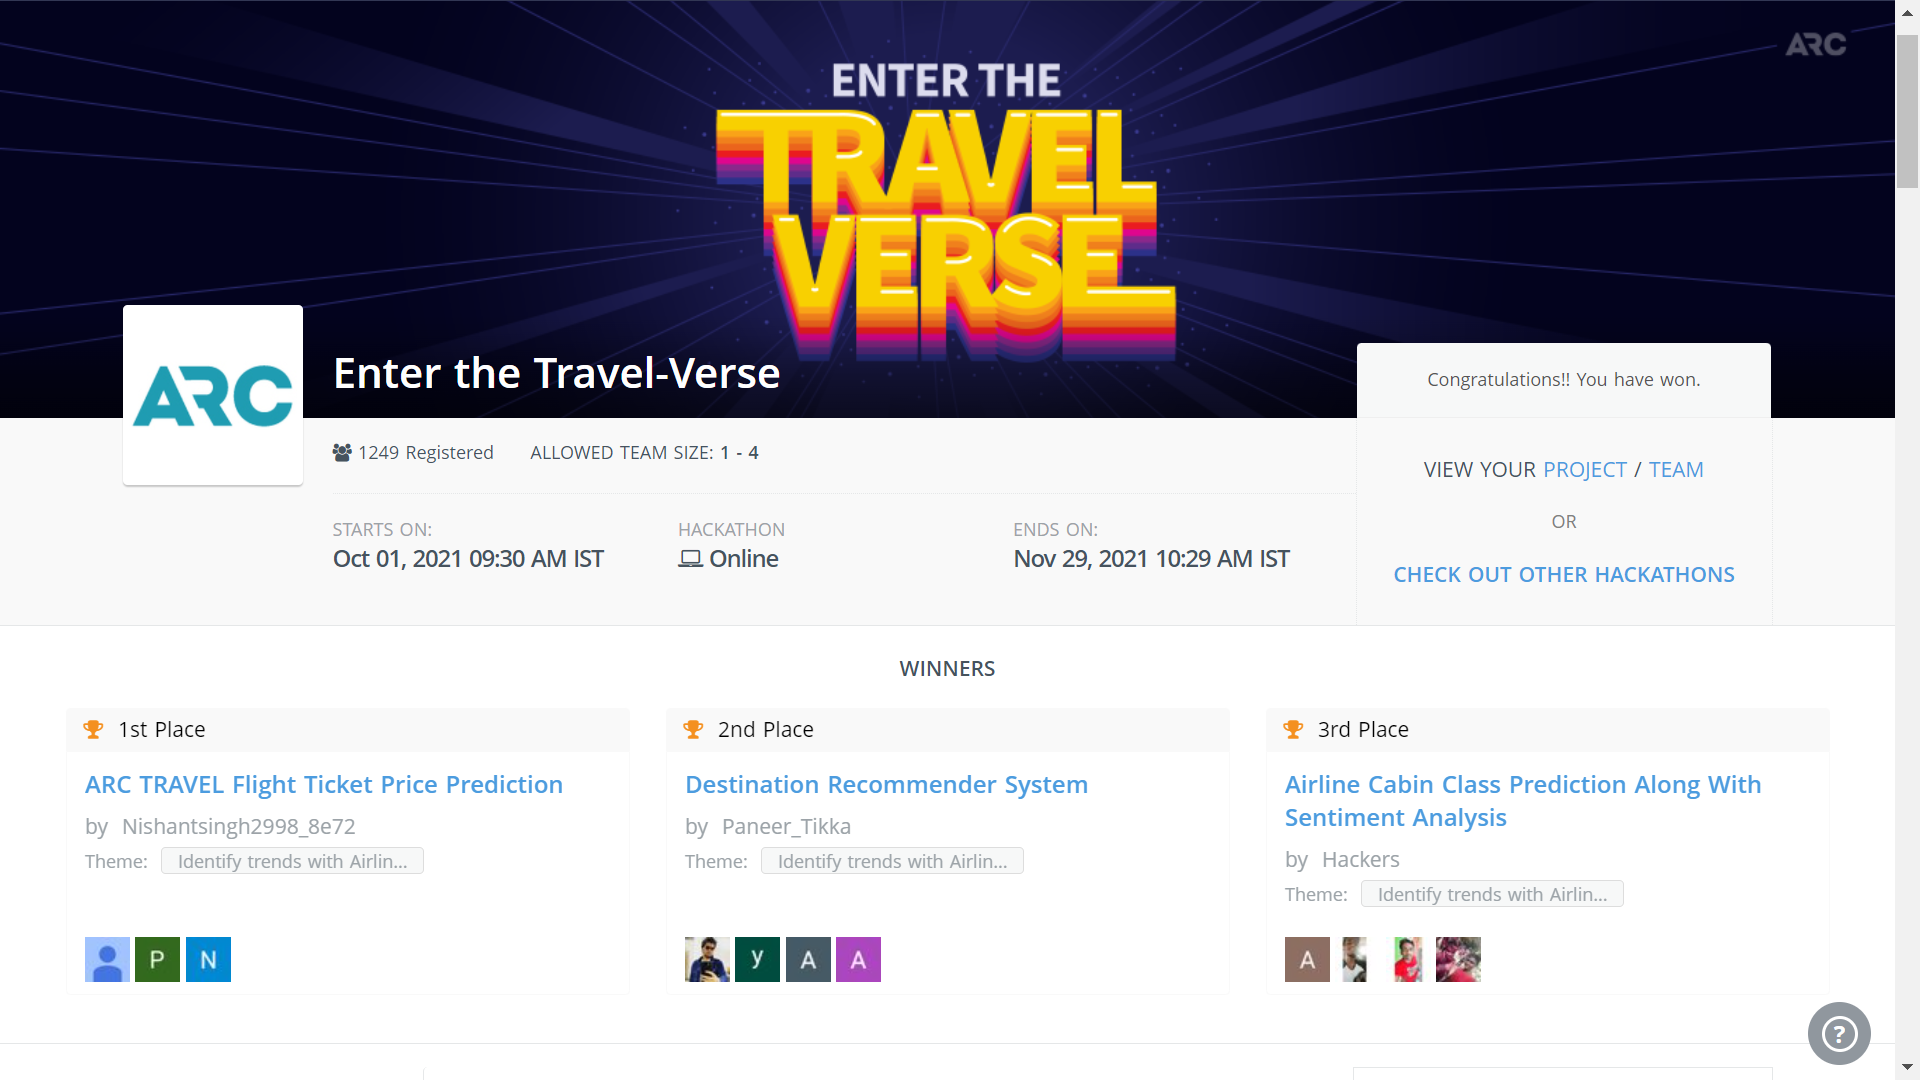 ARC
ENTER THE
TRAVEL
VERSE
ARC
Enter the Travel-Verse
Congratulations!! You have won.
1249 Registered
ALLOWED TEAM SIZE: 1 - 4
VIEW YOUR PROJECT / TEAM
OR
CHECK OUT OTHER HACKATHONS
STARTS ON:
Oct 01, 2021 09:30 AM IST
HACKATHON
Online
ENDS ON:
Nov 29, 2021 10:29 AM IST
WINNERS
1st Place
ARC TRAVEL Flight Ticket Price Prediction
by Nishantsingh2998_8e72
Theme: Identify trends with Airlin...
P
N
2nd Place
Destination Recommender System
by Paneer_Tikka
Theme: Identify trends with Airlin...
y
A
A
3rd Place
Airline Cabin Class Prediction Along With
Sentiment Analysis
by Hackers
Theme: Identify trends with Airlin...
A
?